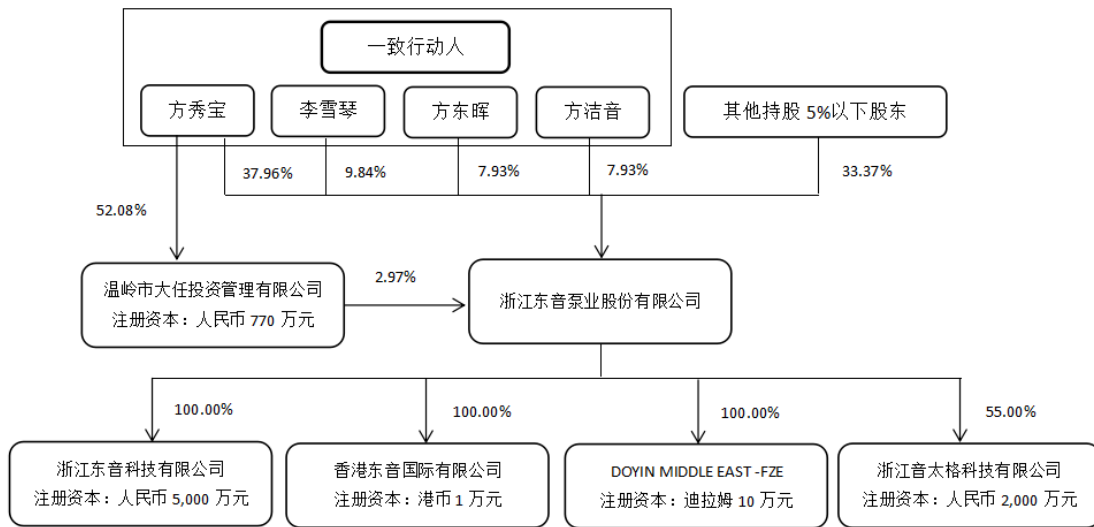 一致行动人
方秀宝
李雪琴
方东晖
方洁音
其他持股 5%以下股东
37.96%
9.84%
7.93%
7.93%
33.37%
52.08%
温岭市大任投资管理有限公司
注册资本：人民币 770 万元
2.97%
浙江东音泵业股份有限公司
100.00%
100.00%
100.00%
55.00%
浙江东音科技有限公司
注册资本：人民币 5,000 万元
香港东音国际有限公司
注册资本：港币 1 万元
DOYIN MIDDLE EAST -FZE
注册资本：迪拉姆 10 万元
浙江音太格科技有限公司
注册资本：人民币 2,000 万元